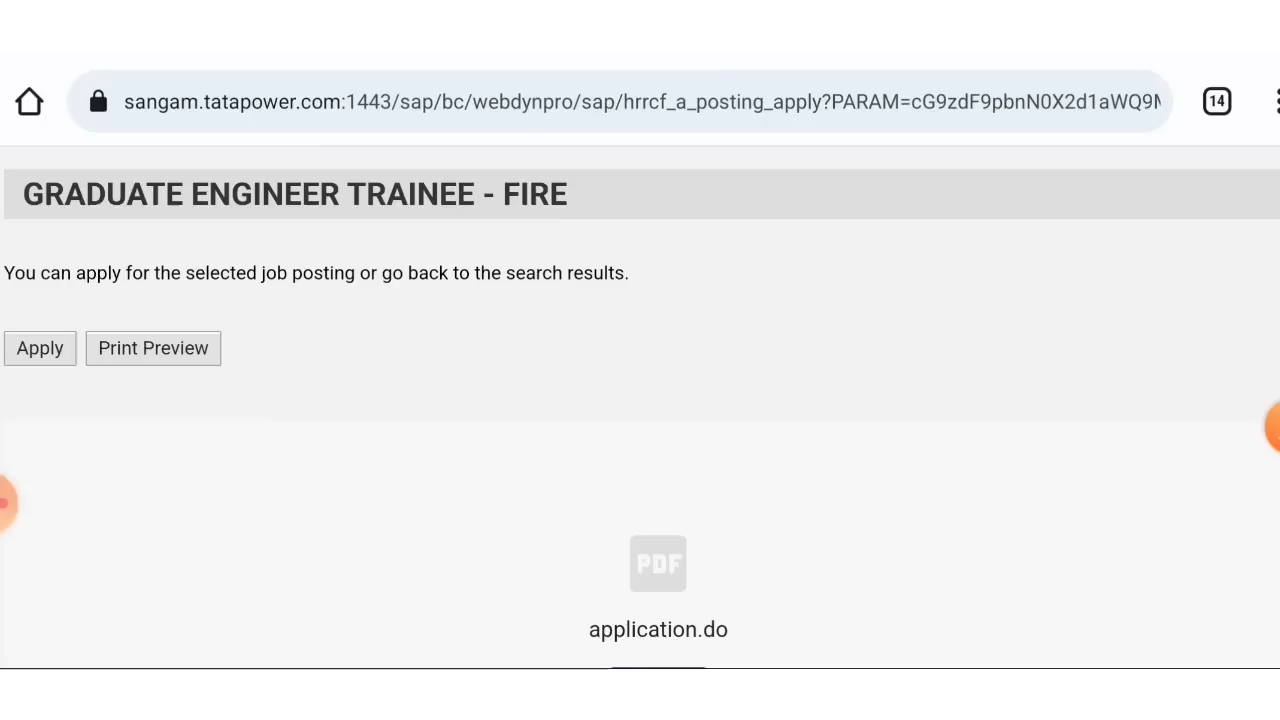 sangam.tatapower.com:1443/sap/bc/webdynpro/sap/hrrcf_a_posting_apply?PARAM=cG9zdF9pbnN0X2d1aWQ9
14
GRADUATE ENGINEER TRAINEE - FIRE
You can apply for the selected job posting or go back to the search results.
Apply Print Preview
PDF
application.do